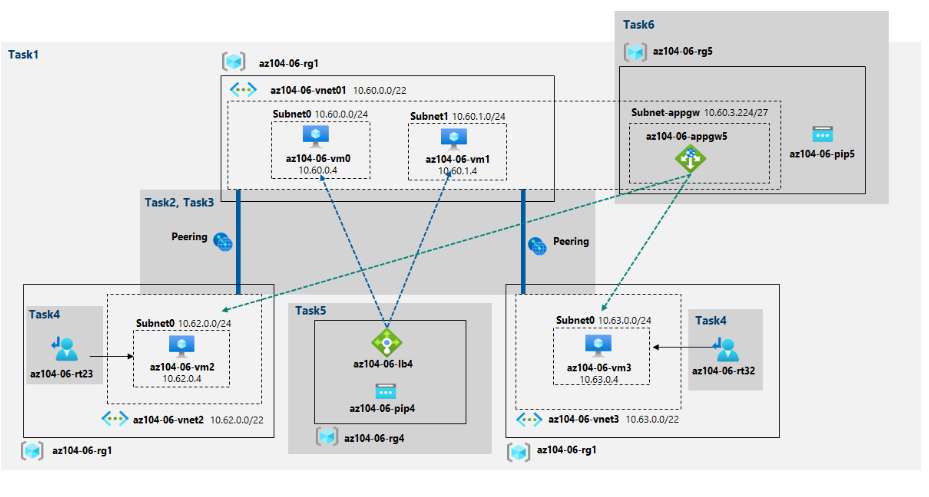 Task6
az104-06-rg5
Task1
az104-06-rg1
az104-06-vnet01 10.60.0.0/22
Subnet0 10.60.0.0/24
Subnet1 10.60.1.0/24
Subnet-appgw 10.60.3.224/27
az104-06-appgw5
az104-06-vm0
10.60.0.4
az104-06-vm1
10.60.1.4
az104-06-pip5
Task2, Task3
Peering
Peering
Task4
Subnet0 10.62.0.0/24
az104-06-rt23
az104-06-vm2
10.62.0.4
az104-06-vnet2 10.62.0.0/22
az104-06-rg1
Task5
az104-06-lb4
az104-06-pip4
az104-06-rg4
Subnet0 10.63.0.0/24
Task4
az104-06-vm3
10.63.0.4
az104-06-rt32
az104-06-vnet3 10.63.0.0/22
az104-06-rg1